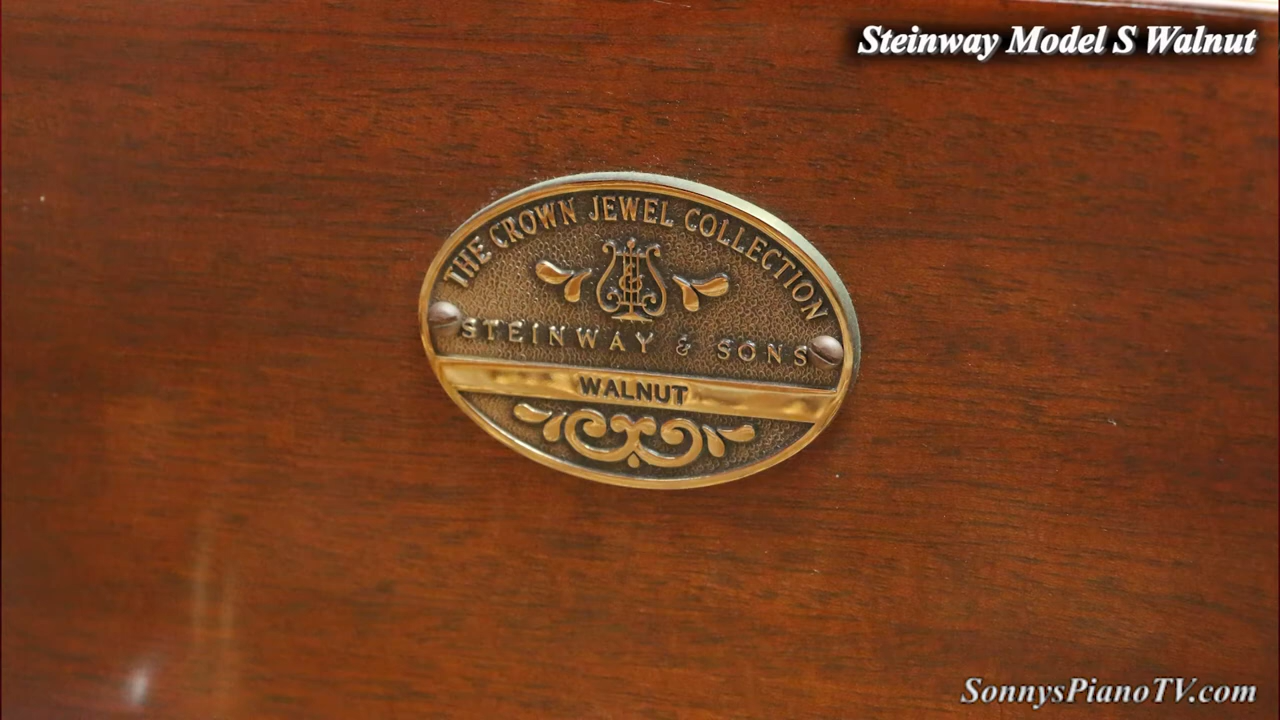 Steinway Model S Walnut
THE CROWN JEWEL COLLECTION
STEINWAY & SONS
WALNUT
SonnysPianoTV.com